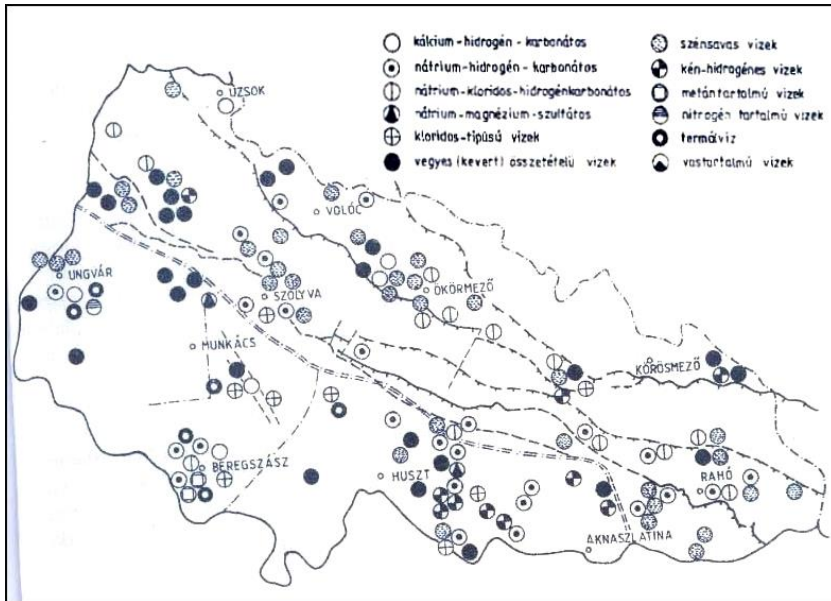 kálcium-hidrogén-karbonátos
nátrium-hidrogén-karbonátos
nátrium-kloridos-hidrogénkarbonátos
nátrium-magnézium-szulfátos
kloridos-típusú vizek
vegyes (kevert) összetételű vizek
szénsavas vizek
kén-hidrogénes vizek
metántartalmú vizek
nitrogén tartalmú vizek
termálvíz
vastartalmú vizek
UZSOK
VOLÓC
UNGVÁR
SZOLYVA
ÖKÖRMEZŐ
MUNKÁCS
KŐRÖSMEZŐ
BEREGSZÁSZ
HUSZT
RAHÓ
AKNASZLATINA